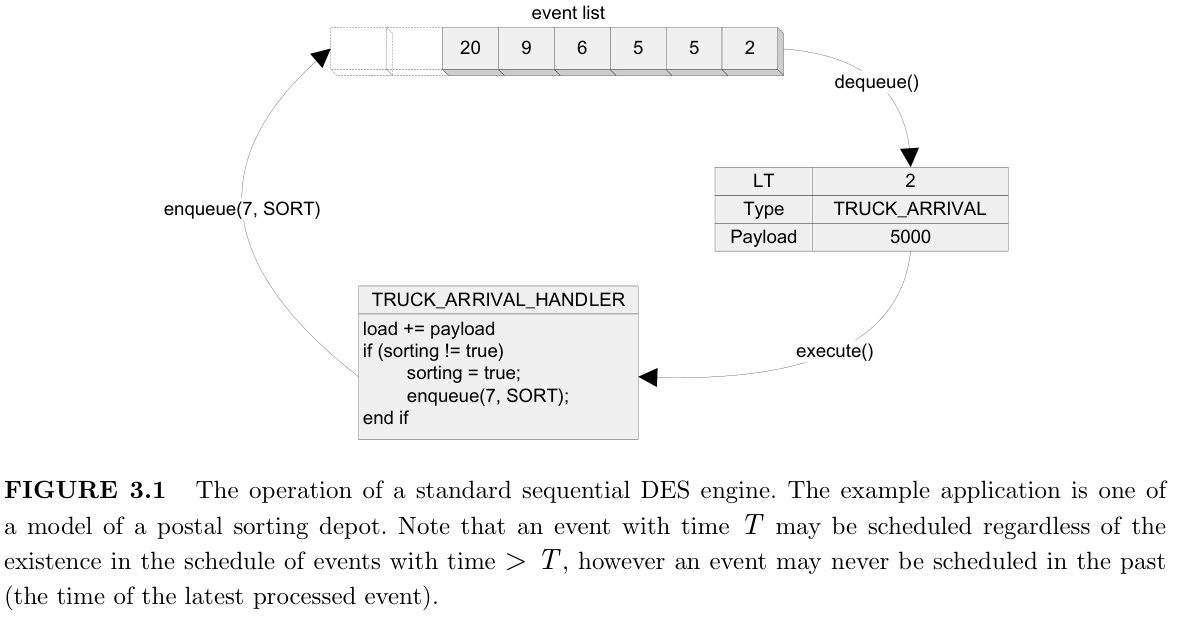 event list
20 9 6 5 5 2
dequeue()
LT 2
Type TRUCK_ARRIVAL
Payload 5000
enqueue(7, SORT)
TRUCK_ARRIVAL_HANDLER
load += payload
if (sorting != true)
sorting = true;
enqueue(7, SORT);
end if
execute()
FIGURE 3.1 The operation of a standard sequential DES engine. The example application is one of
a model of a postal sorting depot. Note that an event with time T may be scheduled regardless of the
existence in the schedule of events with time > T, however an event may never be scheduled in the past
(the time of the latest processed event).